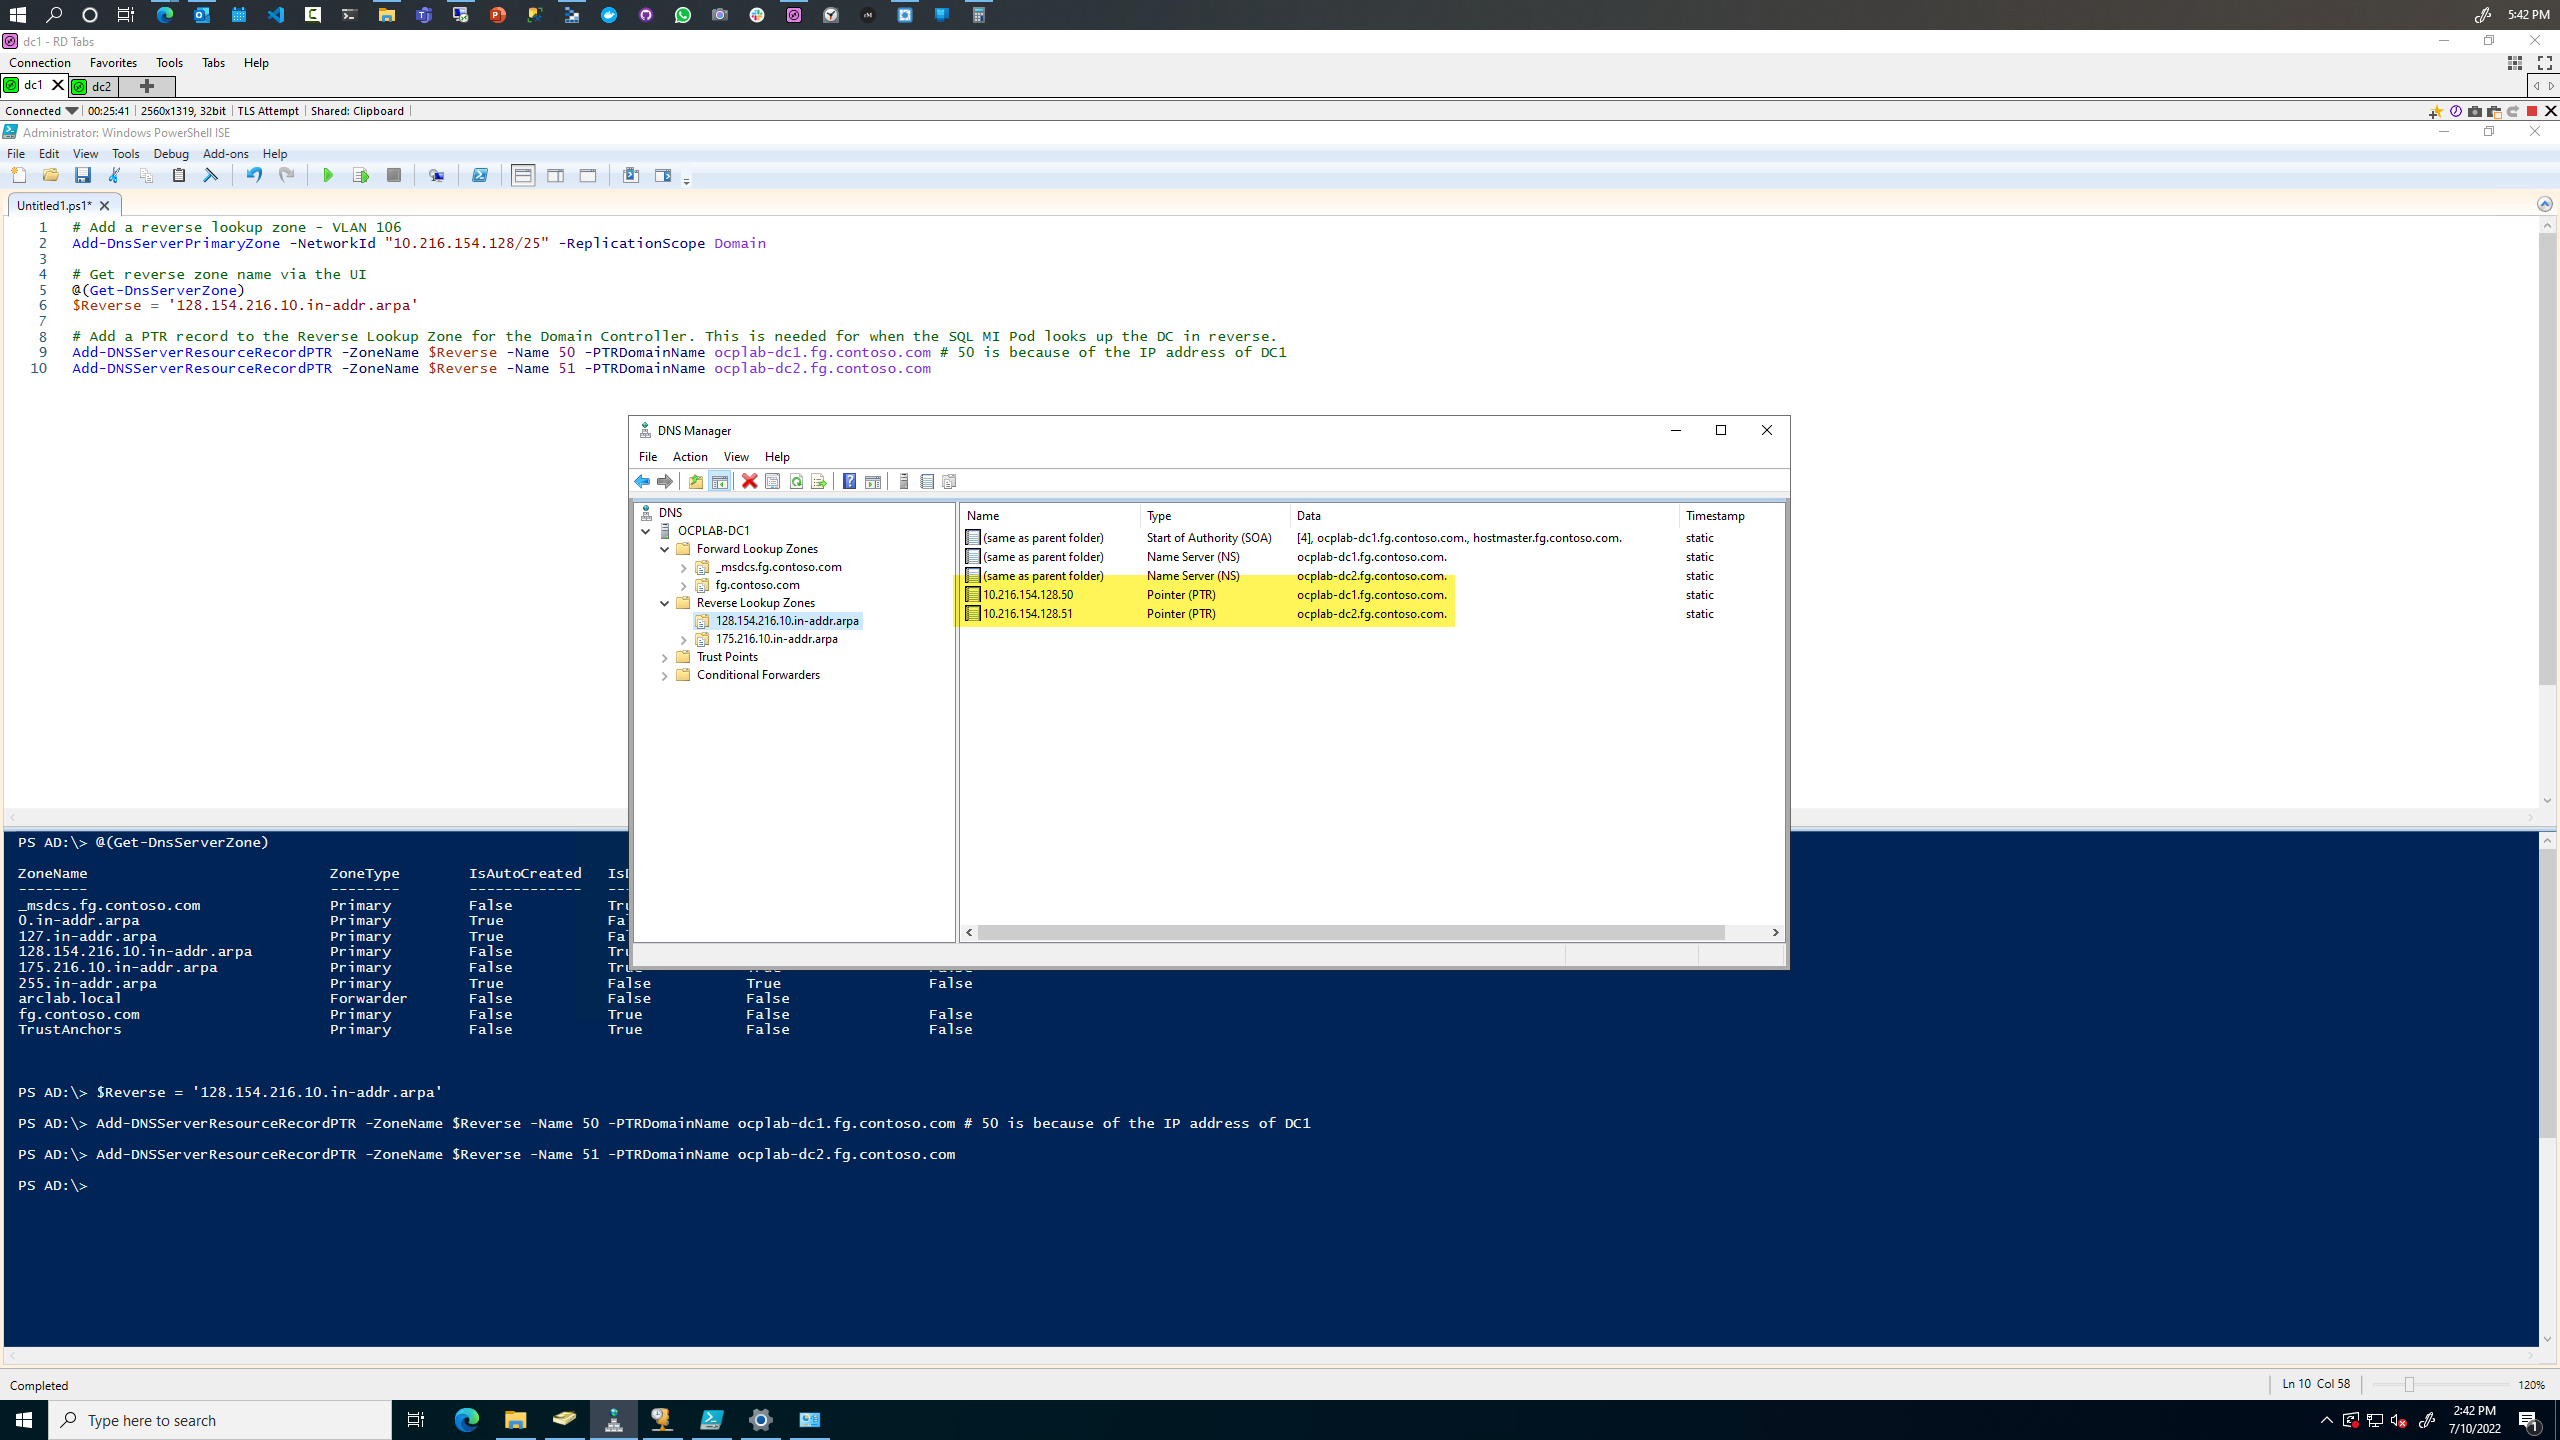 5:42 PM
dc1 - RD Tabs
Connection Favorites Tools Tabs Help
dc1 dc2
Connected 00:25:41 2560x1319, 32bit TLS Attempt Shared: Clipboard
Administrator: Windows PowerShell ISE
File Edit View Tools Debug Add-ons Help
Untitled1.ps1*
1 # Add a reverse lookup zone - VLAN 106
2 Add-DnsServerPrimaryZone -NetworkId "10.216.154.128/25" -ReplicationScope Domain
3
4 # Get reverse zone name via the UI
5 @(Get-DnsServerZone)
6 $Reverse = '128.154.216.10.in-addr.arpa'
7
8 # Add a PTR record to the Reverse Lookup Zone for the Domain Controller. This is needed for when the SQL MI Pod looks up the DC in reverse.
9 Add-DNSServerResourceRecordPTR -ZoneName $Reverse -Name 50 -PTRDomainName ocplab-dc1.fg.contoso.com # 50 is because of the IP address of DC1
10 Add-DNSServerResourceRecordPTR -ZoneName $Reverse -Name 51 -PTRDomainName ocplab-dc2.fg.contoso.com
DNS Manager
File Action View Help
DNS
OCPLAB-DC1
Forward Lookup Zones
_msdcs.fg.contoso.com
fg.contoso.com
Reverse Lookup Zones
128.154.216.10.in-addr.arpa
175.216.10.in-addr.arpa
Trust Points
Conditional Forwarders
Name Type Data Timestamp
(same as parent folder) Start of Authority (SOA) [4], ocplab-dc1.fg.contoso.com., hostmaster.fg.contoso.com. static
(same as parent folder) Name Server (NS) ocplab-dc1.fg.contoso.com. static
(same as parent folder) Name Server (NS) ocplab-dc2.fg.contoso.com. static
10.216.154.128.50 Pointer (PTR) ocplab-dc1.fg.contoso.com. static
10.216.154.128.51 Pointer (PTR) ocplab-dc2.fg.contoso.com. static
PS AD:\> @(Get-DnsServerZone)
ZoneName ZoneType IsAutoCreated
-------- -------- -------------
_msdcs.fg.contoso.com Primary False
0.in-addr.arpa Primary True
127.in-addr.arpa Primary True
128.154.216.10.in-addr.arpa Primary False
175.216.10.in-addr.arpa Primary False True True False
255.in-addr.arpa Primary True False True False
arclab.local Forwarder False False False
fg.contoso.com Primary False True False False
TrustAnchors Primary False True False False
PS AD:\> $Reverse = '128.154.216.10.in-addr.arpa'
PS AD:\> Add-DNSServerResourceRecordPTR -ZoneName $Reverse -Name 50 -PTRDomainName ocplab-dc1.fg.contoso.com # 50 is because of the IP address of DC1
PS AD:\> Add-DNSServerResourceRecordPTR -ZoneName $Reverse -Name 51 -PTRDomainName ocplab-dc2.fg.contoso.com
PS AD:\>
Completed Ln 10 Col 58 120%
Type here to search
2:42 PM
7/10/2022
1